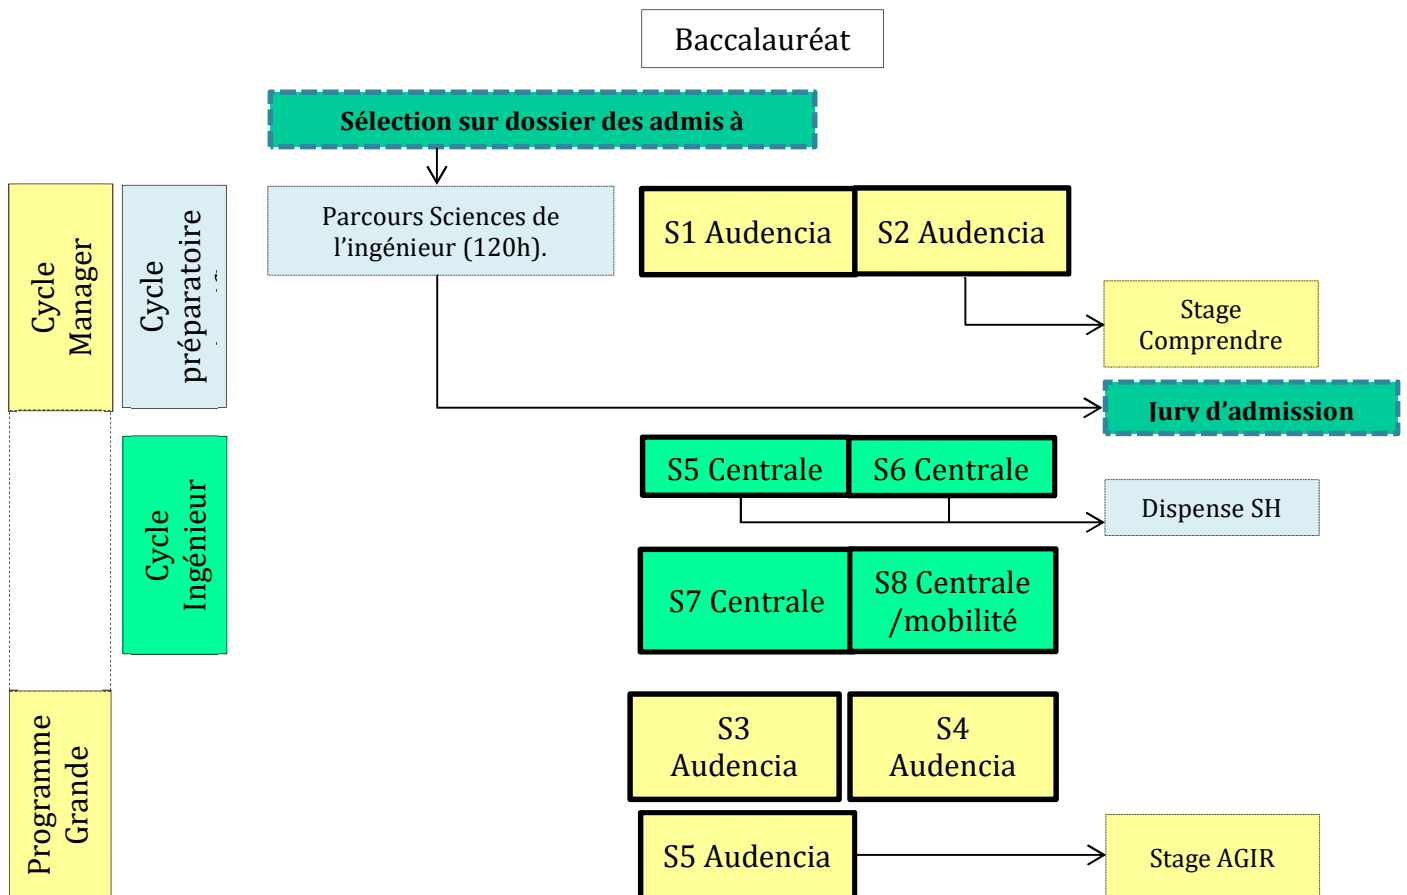 Baccalauréat
Sélection sur dossier des admis à
Cycle
Manager
Cycle
préparatoire
Parcours Sciences de
l'ingénieur (120h).
S1 Audencia
S2 Audencia
Stage
Comprendre
Jury d'admission
Cycle
Ingénieur
S5 Centrale
S6 Centrale
Dispense SH
S7 Centrale
S8 Centrale
/mobilité
Programme
Grande
S3
Audencia
S4
Audencia
S5 Audencia
Stage AGIR